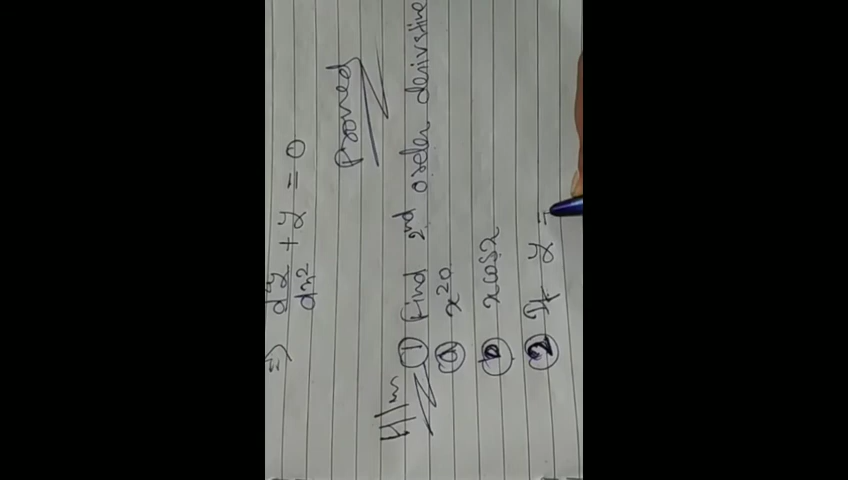 ⇒ d²y/dx² + y = 0
Proved
H/w ① Find 2nd order derivative
ⓐ x²⁰
ⓑ x cos x
② If y =